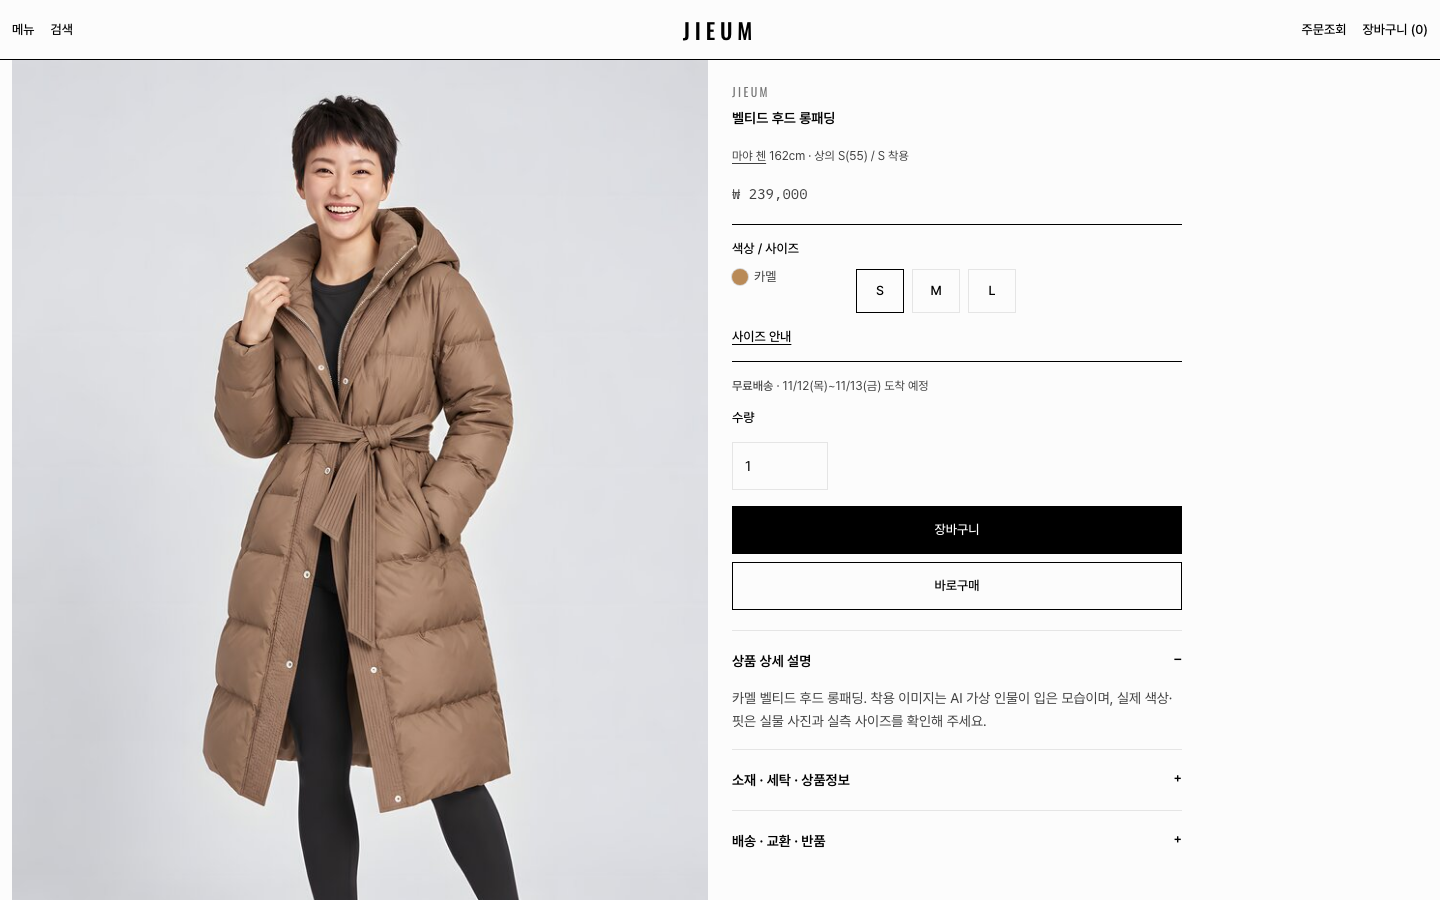 메뉴 검색 JIEUM 주문조회 장바구니 (0)
JIEUM
벨티드 후드 롱패딩
마야 첸 162cm · 상의 S(55) / S 착용
₩ 239,000
색상 / 사이즈
카멜 S M L
사이즈 안내
무료배송 · 11/12(목)~11/13(금) 도착 예정
수량
1
장바구니
바로구매
상품 상세 설명 −
카멜 벨티드 후드 롱패딩. 착용 이미지는 AI 가상 인물이 입은 모습이며, 실제 색상·
핏은 실물 사진과 실측 사이즈를 확인해 주세요.
소재 · 세탁 · 상품정보 +
배송 · 교환 · 반품 +